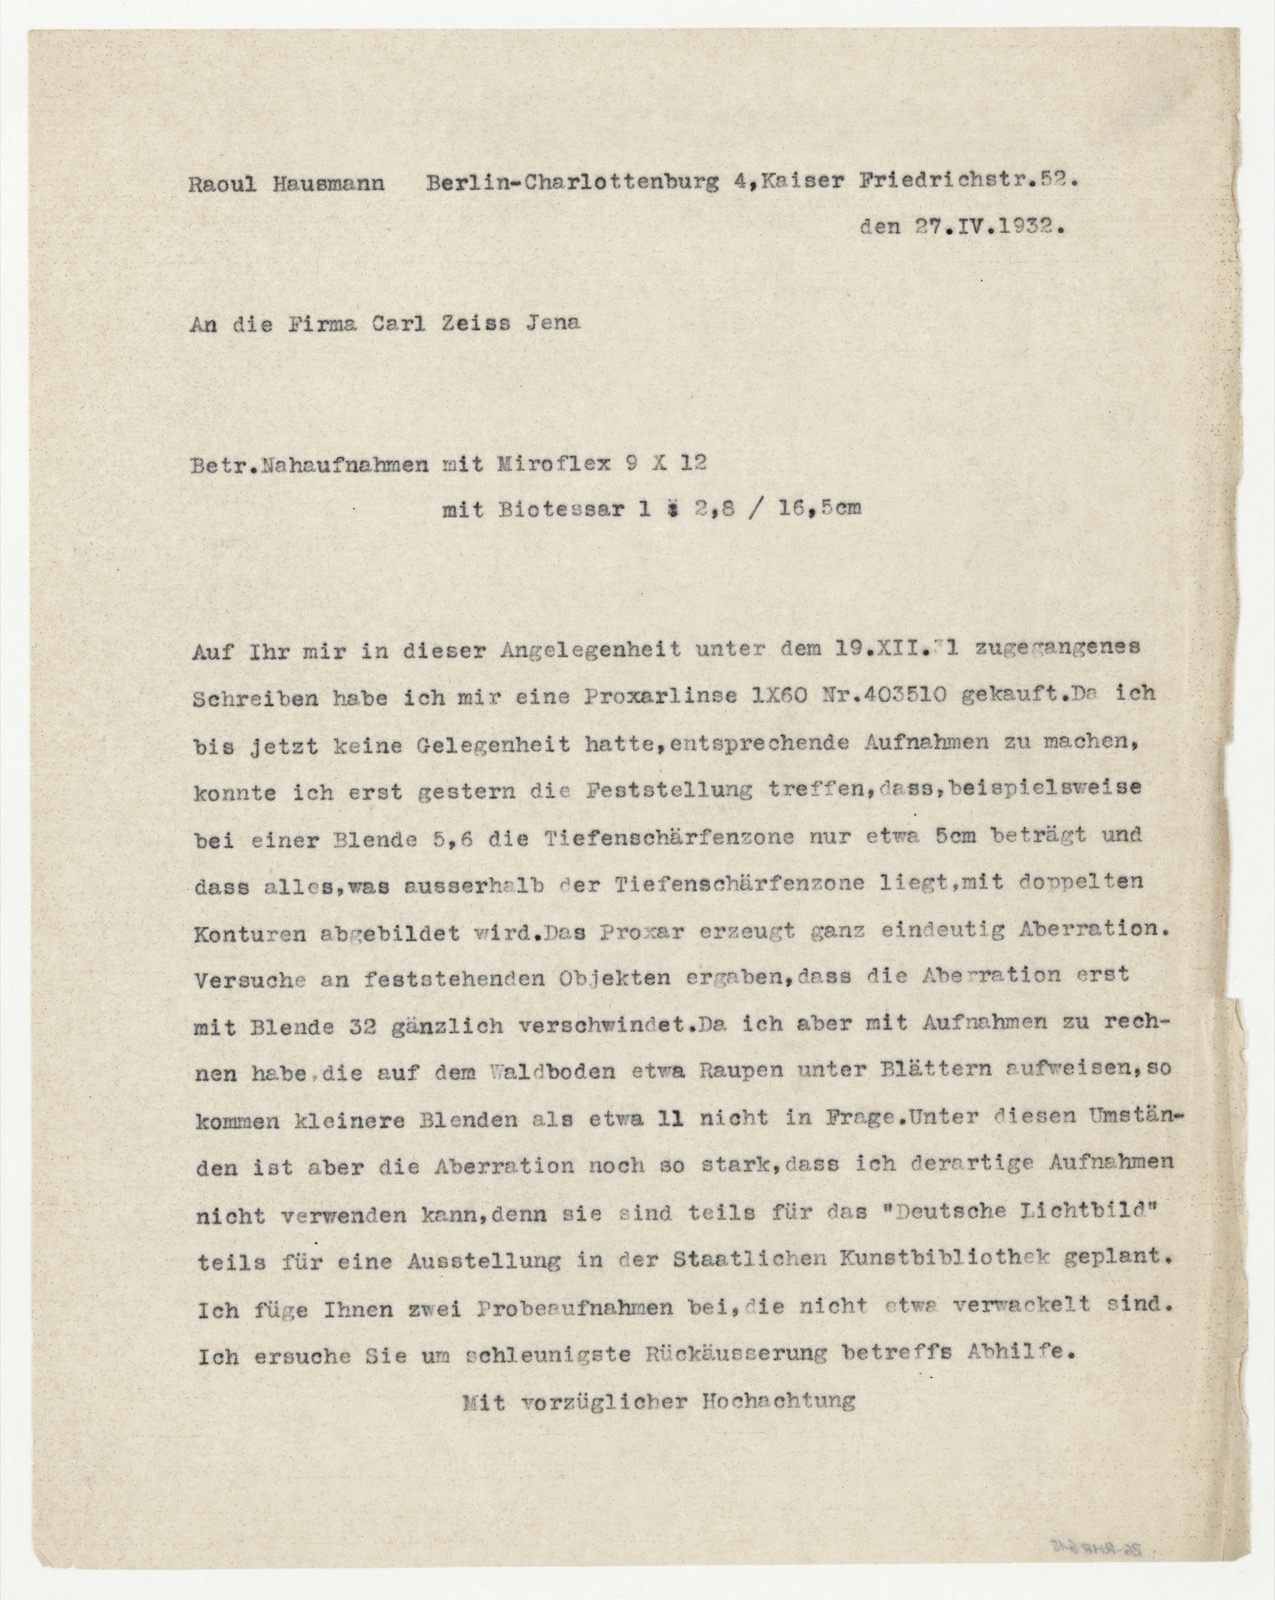 Raoul Hausmann   Berlin-Charlottenburg 4,Kaiser Friedrichstr.52.
den 27.IV.1932.
An die Firma Carl Zeiss Jena
Betr.Nahaufnahmen mit Miroflex 9 X 12
mit Biotessar 1 : 2,8 / 16,5cm
Auf Ihr mir in dieser Angelegenheit unter dem 19.XII.31 zugegangenes
Schreiben habe ich mir eine Proxarlinse 1X60 Nr.403510 gekauft.Da ich
bis jetzt keine Gelegenheit hatte,entsprechende Aufnahmen zu machen,
konnte ich erst gestern die Feststellung treffen,dass,beispielsweise
bei einer Blende 5,6 die Tiefenschärfenzone nur etwa 5cm beträgt und
dass alles,was ausserhalb der Tiefenschärfenzone liegt,mit doppelten
Konturen abgebildet wird.Das Proxar erzeugt ganz eindeutig Aberration.
Versuche an feststehenden Objekten ergaben,dass die Aberration erst
mit Blende 32 gänzlich verschwindet.Da ich aber mit Aufnahmen zu rech-
nen habe,die auf dem Waldboden etwa Raupen unter Blättern aufweisen,so
kommen kleinere Blenden als etwa 11 nicht in Frage.Unter diesen Umstän-
den ist aber die Aberration noch so stark,dass ich derartige Aufnahmen
nicht verwenden kann,denn sie sind teils für das "Deutsche Lichtbild"
teils für eine Ausstellung in der Staatlichen Kunstbibliothek geplant.
Ich füge Ihnen zwei Probeaufnahmen bei,die nicht etwa verwackelt sind.
Ich ersuche Sie um schleunigste Rückäusserung betreffs Abhilfe.
Mit vorzüglicher Hochachtung